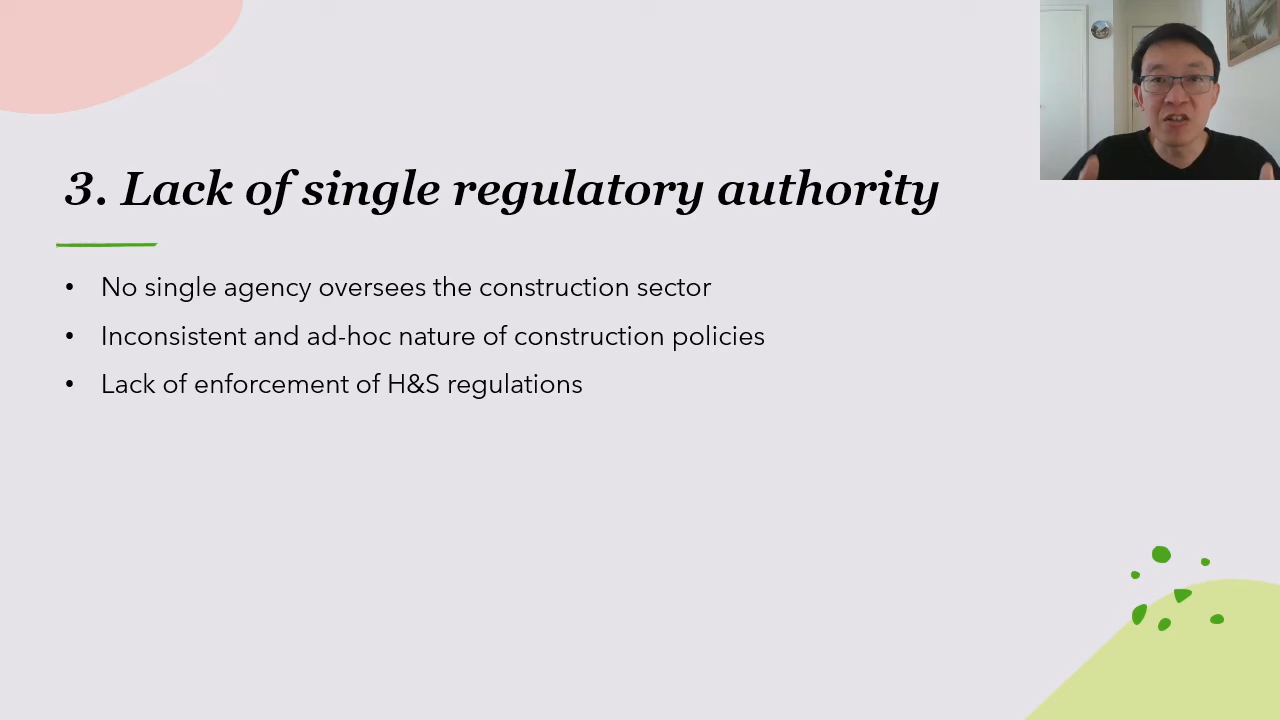 3. Lack of single regulatory authority
• No single agency oversees the construction sector
• Inconsistent and ad-hoc nature of construction policies
• Lack of enforcement of H&S regulations